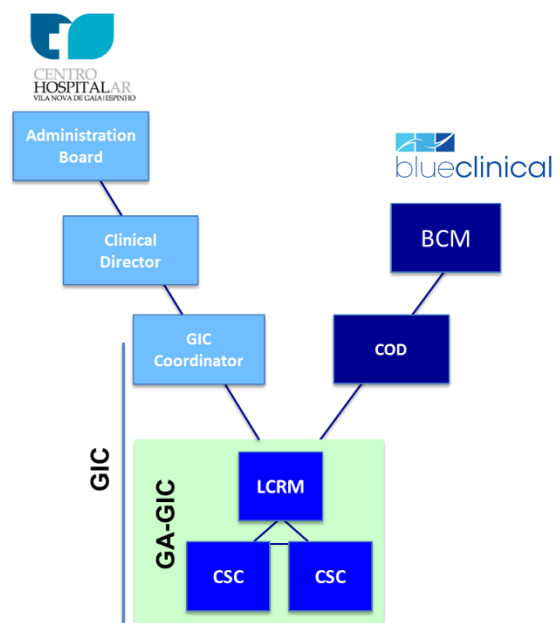 CENTRO
HOSPITALAR
VILA NOVA DE GAIA|ESPINHO
Administration
Board
blueclinical
Clinical
Director
BCM
GIC
Coordinator
COD
GIC
GA-GIC
LCRM
CSC
CSC